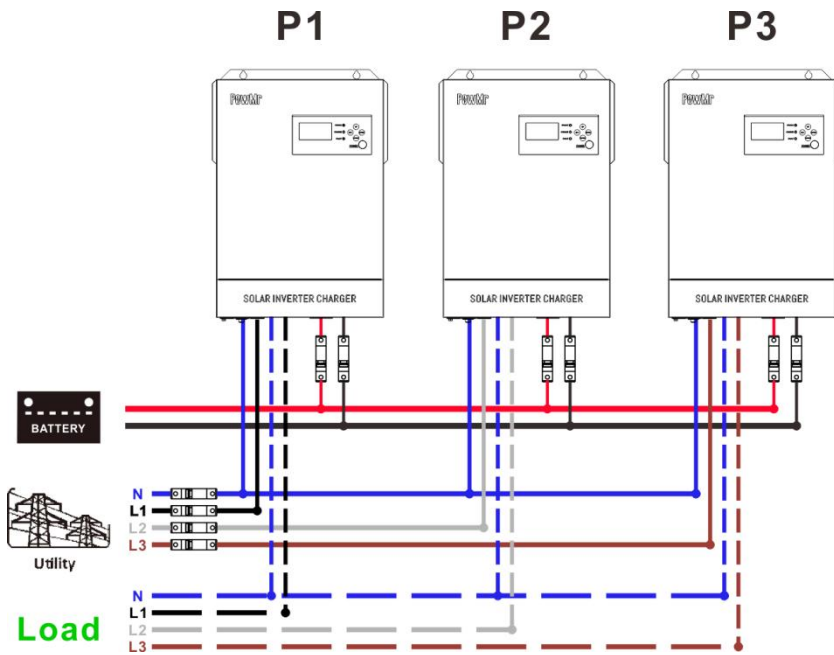 P1 P2 P3
PowMr PowMr PowMr
SOLAR INVERTER CHARGER SOLAR INVERTER CHARGER SOLAR INVERTER CHARGER
BATTERY
N
L1
L2
L3
Utility
N
L1
L2
L3
Load